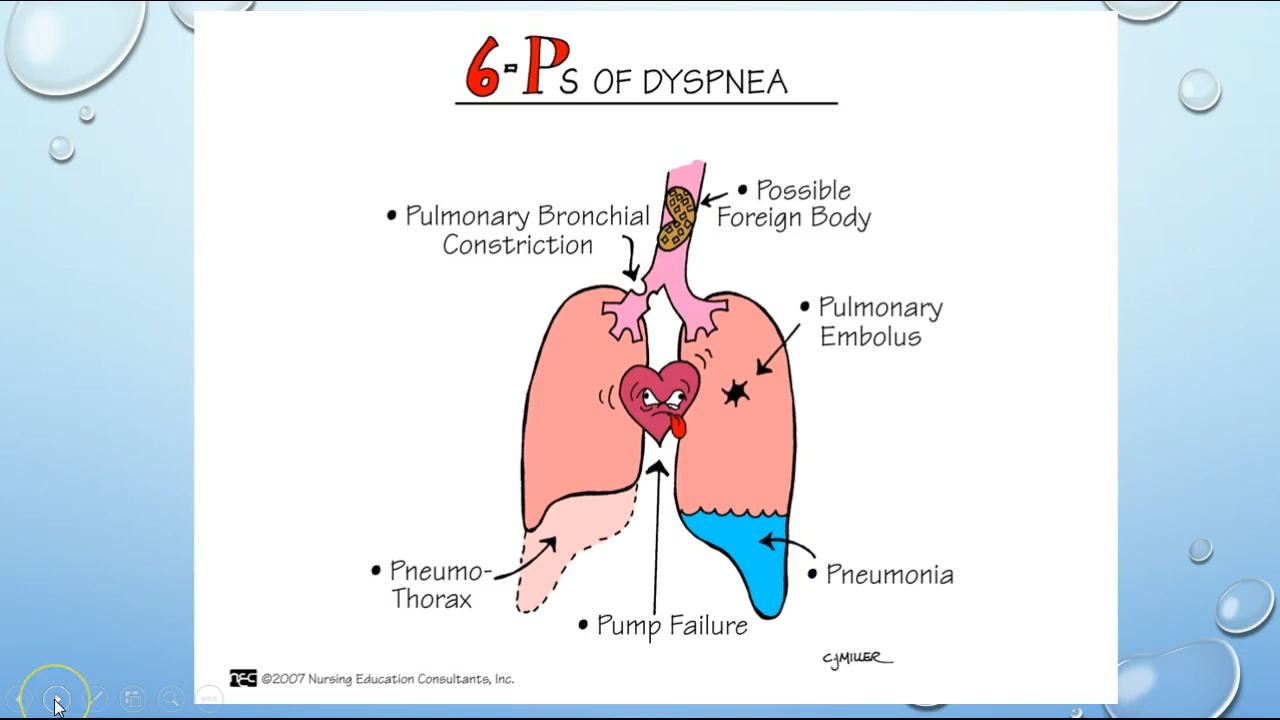 6-Ps OF DYSPNEA
• Possible
Foreign Body
• Pulmonary Bronchial
Constriction
• Pulmonary
Embolus
• Pneumo-
Thorax
• Pneumonia
• Pump Failure
CJMILLER
nec ©2007 Nursing Education Consultants, Inc.